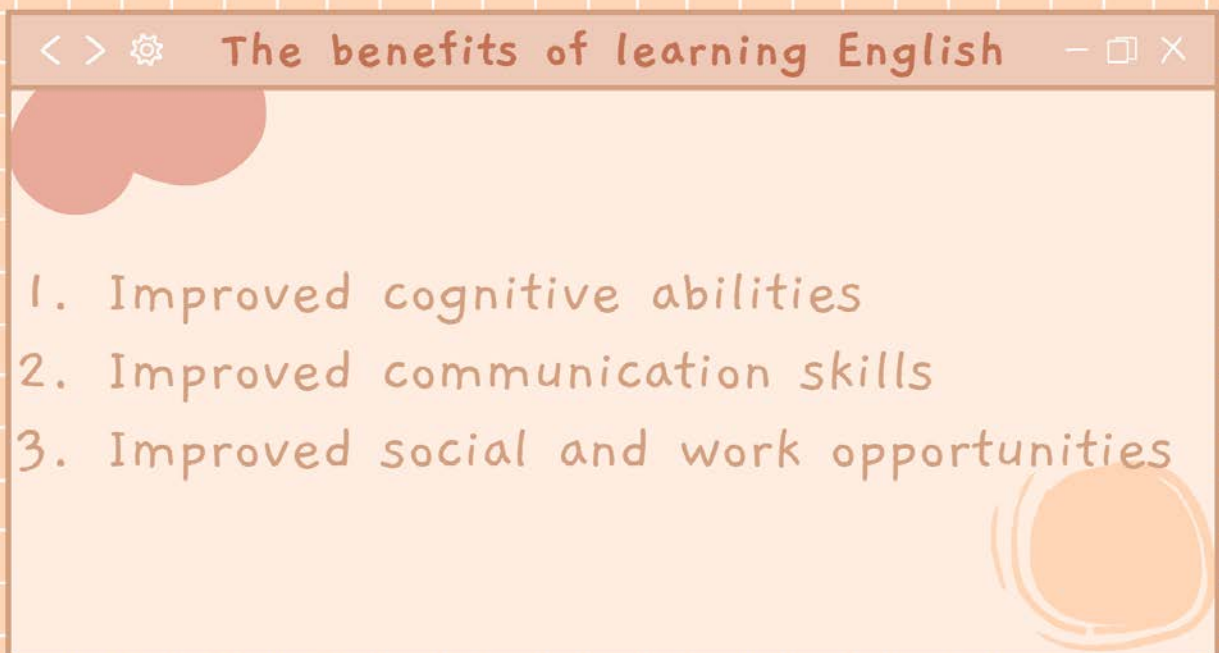 The benefits of learning English
1. Improved cognitive abilities
2. Improved communication skills
3. Improved social and work opportunities